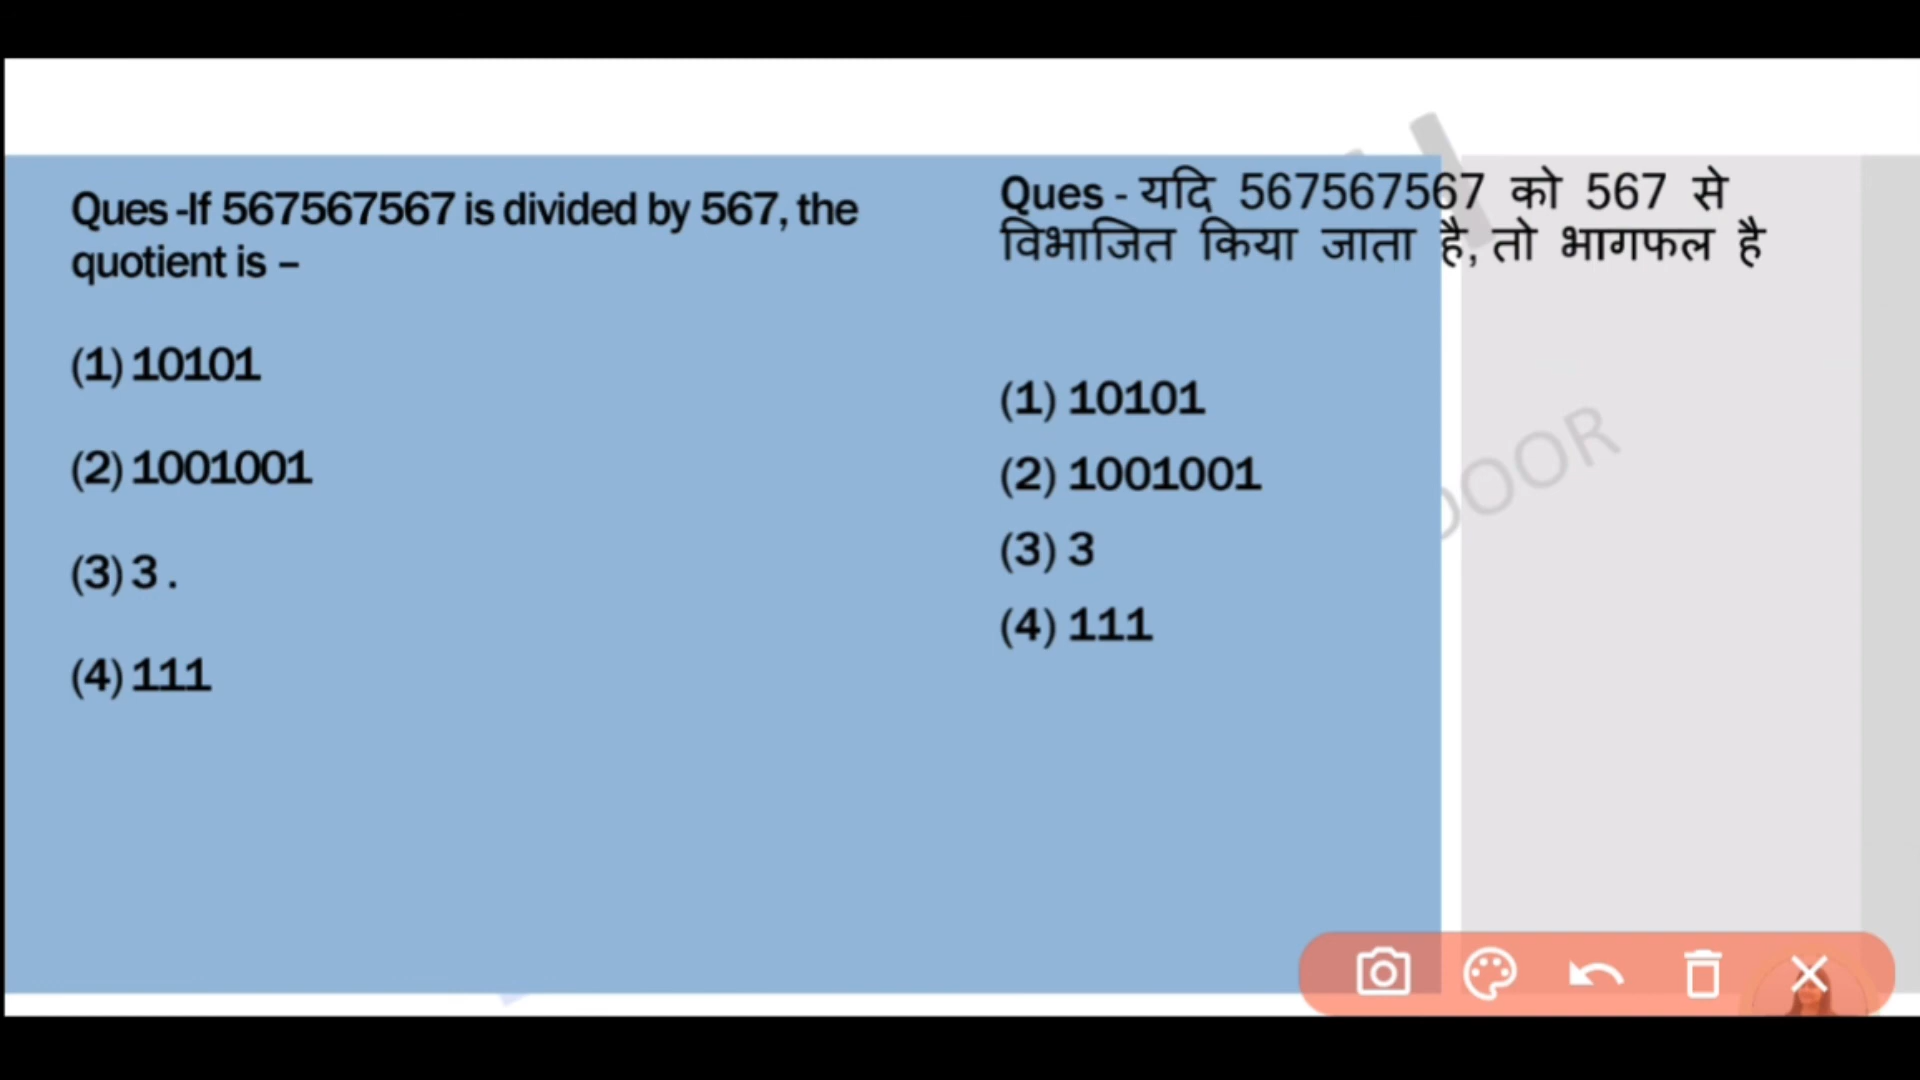 Ques -If 567567567 is divided by 567, the
quotient is –
(1) 10101
(2) 1001001
(3) 3 .
(4) 111
Ques - यदि 567567567 को 567 से
विभाजित किया जाता है, तो भागफल है
(1) 10101
(2) 1001001
(3) 3
(4) 111
OOR